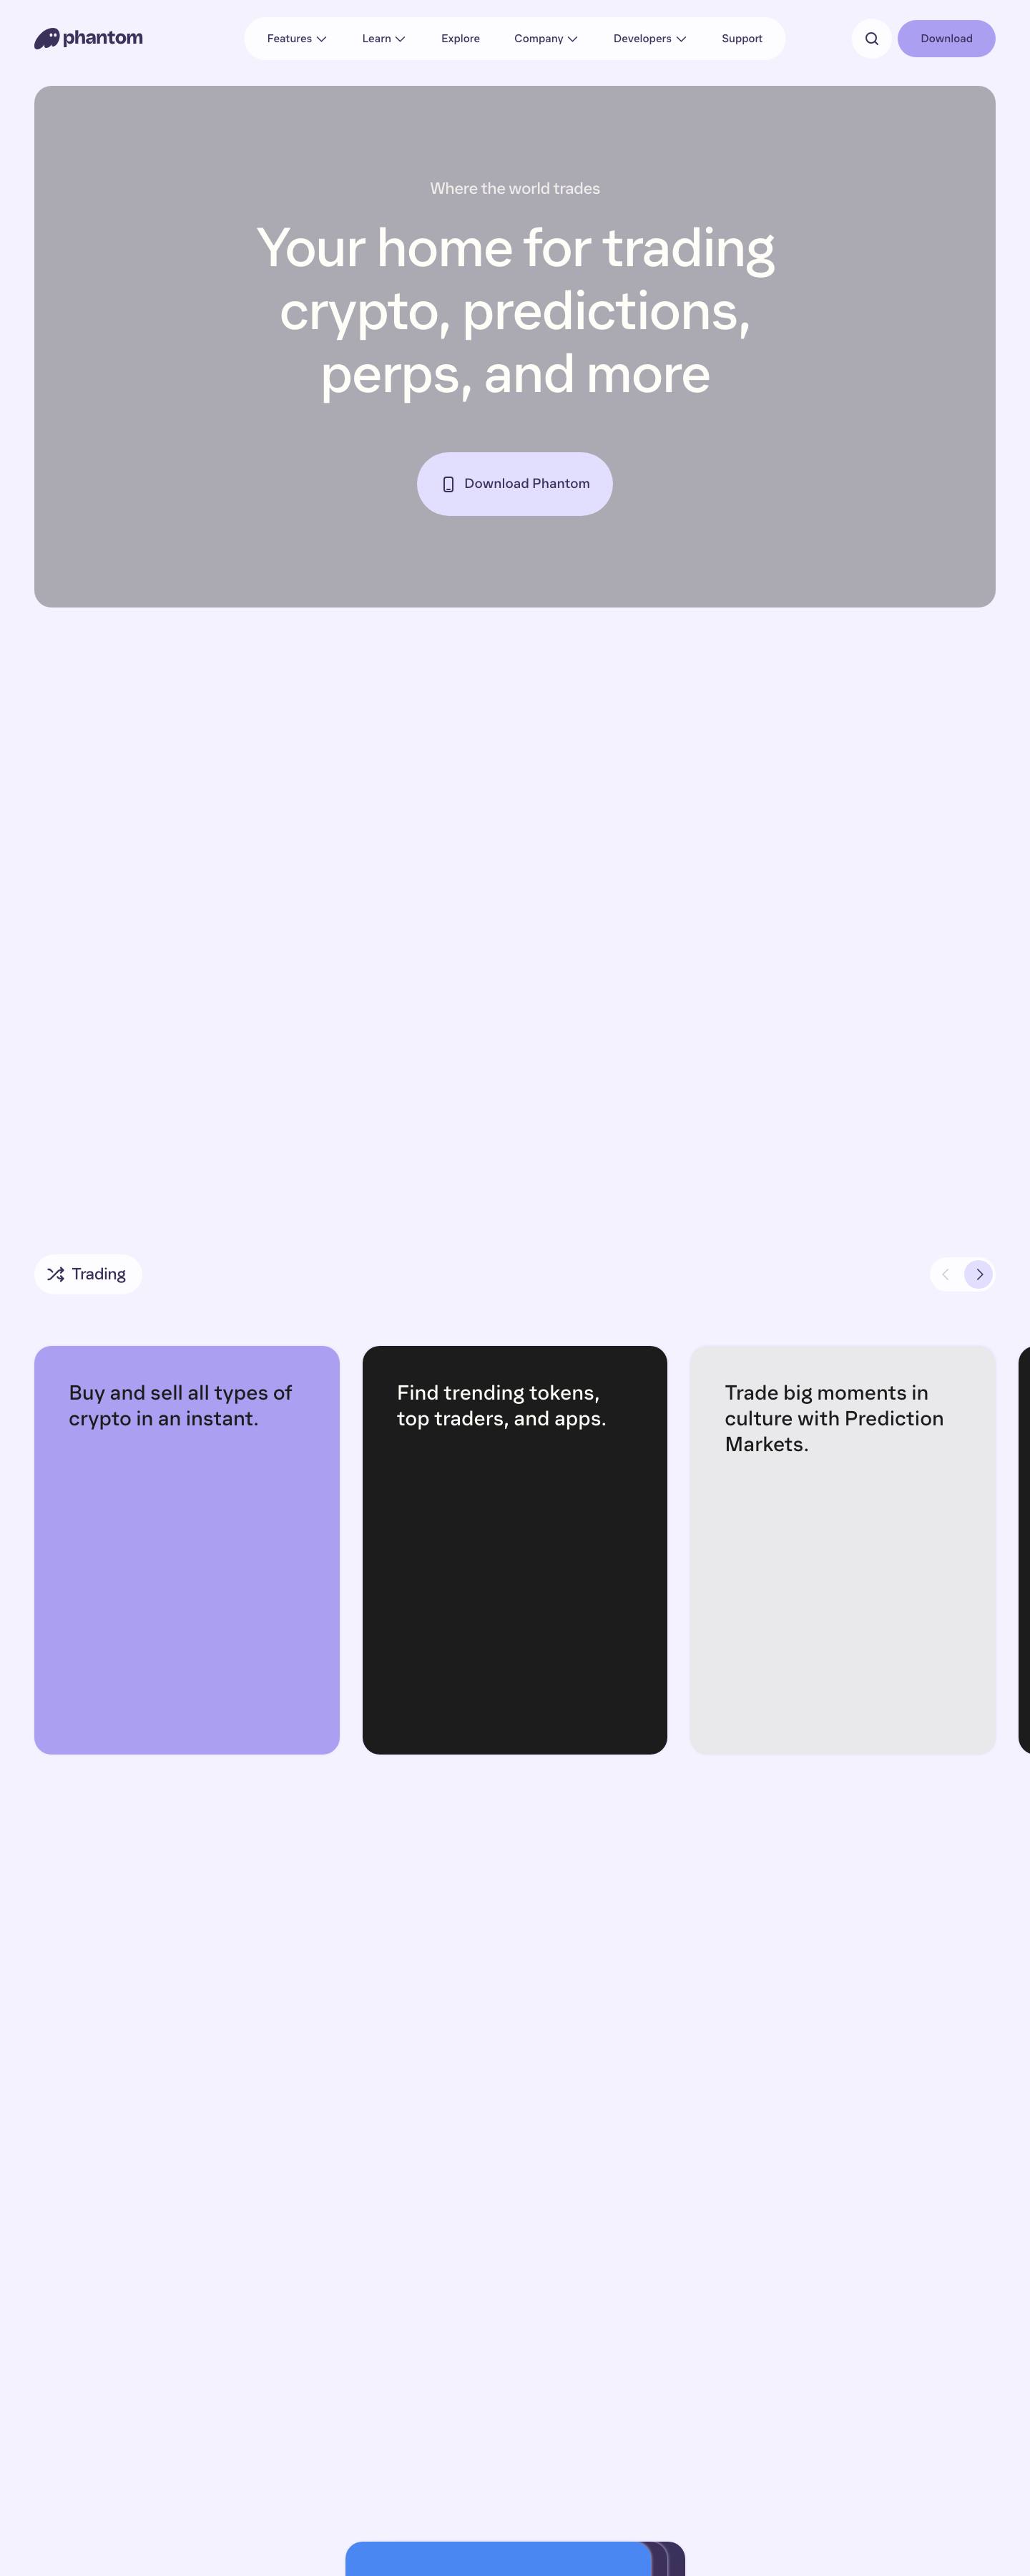 phantom
Features
Learn
Explore
Company
Developers
Support
Download
Where the world trades
Your home for trading
crypto, predictions,
perps, and more
Download Phantom
Trading
Buy and sell all types of
crypto in an instant.
Find trending tokens,
top traders, and apps.
Trade big moments in
culture with Prediction
Markets.